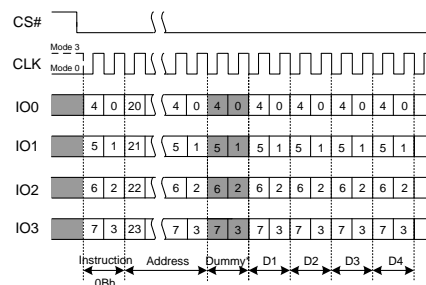 CS#
Mode 3
CLK
Mode 0
IO0 4 0 20 4 0 4 0 4 0 4 0 4 0 4 0
IO1 5 1 21 5 1 5 1 5 1 5 1 5 1 5 1
IO2 6 2 22 6 2 6 2 6 2 6 2 6 2 6 2
IO3 7 3 23 7 3 7 3 7 3 7 3 7 3 7 3
Instruction Address Dummy* D1 D2 D3 D4
0Bh